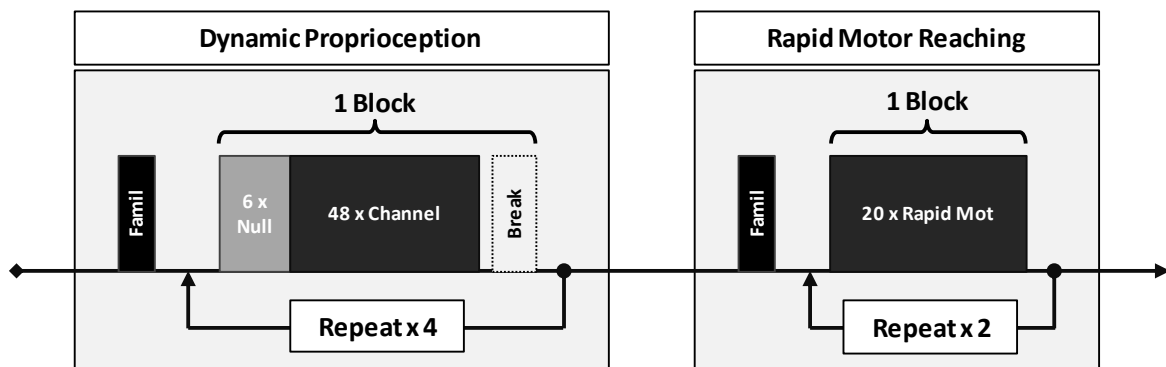 Dynamic Proprioception
1 Block
Famil
6 x
Null
48 x Channel
Break
Repeat x 4
Rapid Motor Reaching
1 Block
Famil
20 x Rapid Mot
Repeat x 2